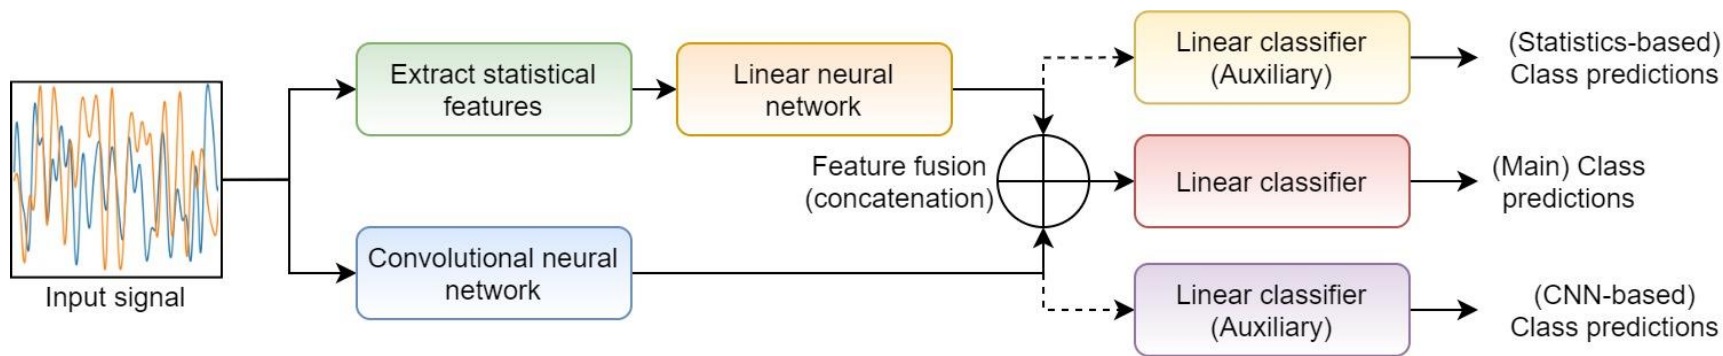 Input signal
Extract statistical
features
Linear neural
network
Convolutional neural
network
Feature fusion
(concatenation)
Linear classifier
(Auxiliary)
(Statistics-based)
Class predictions
Linear classifier
(Main) Class
predictions
Linear classifier
(Auxiliary)
(CNN-based)
Class predictions